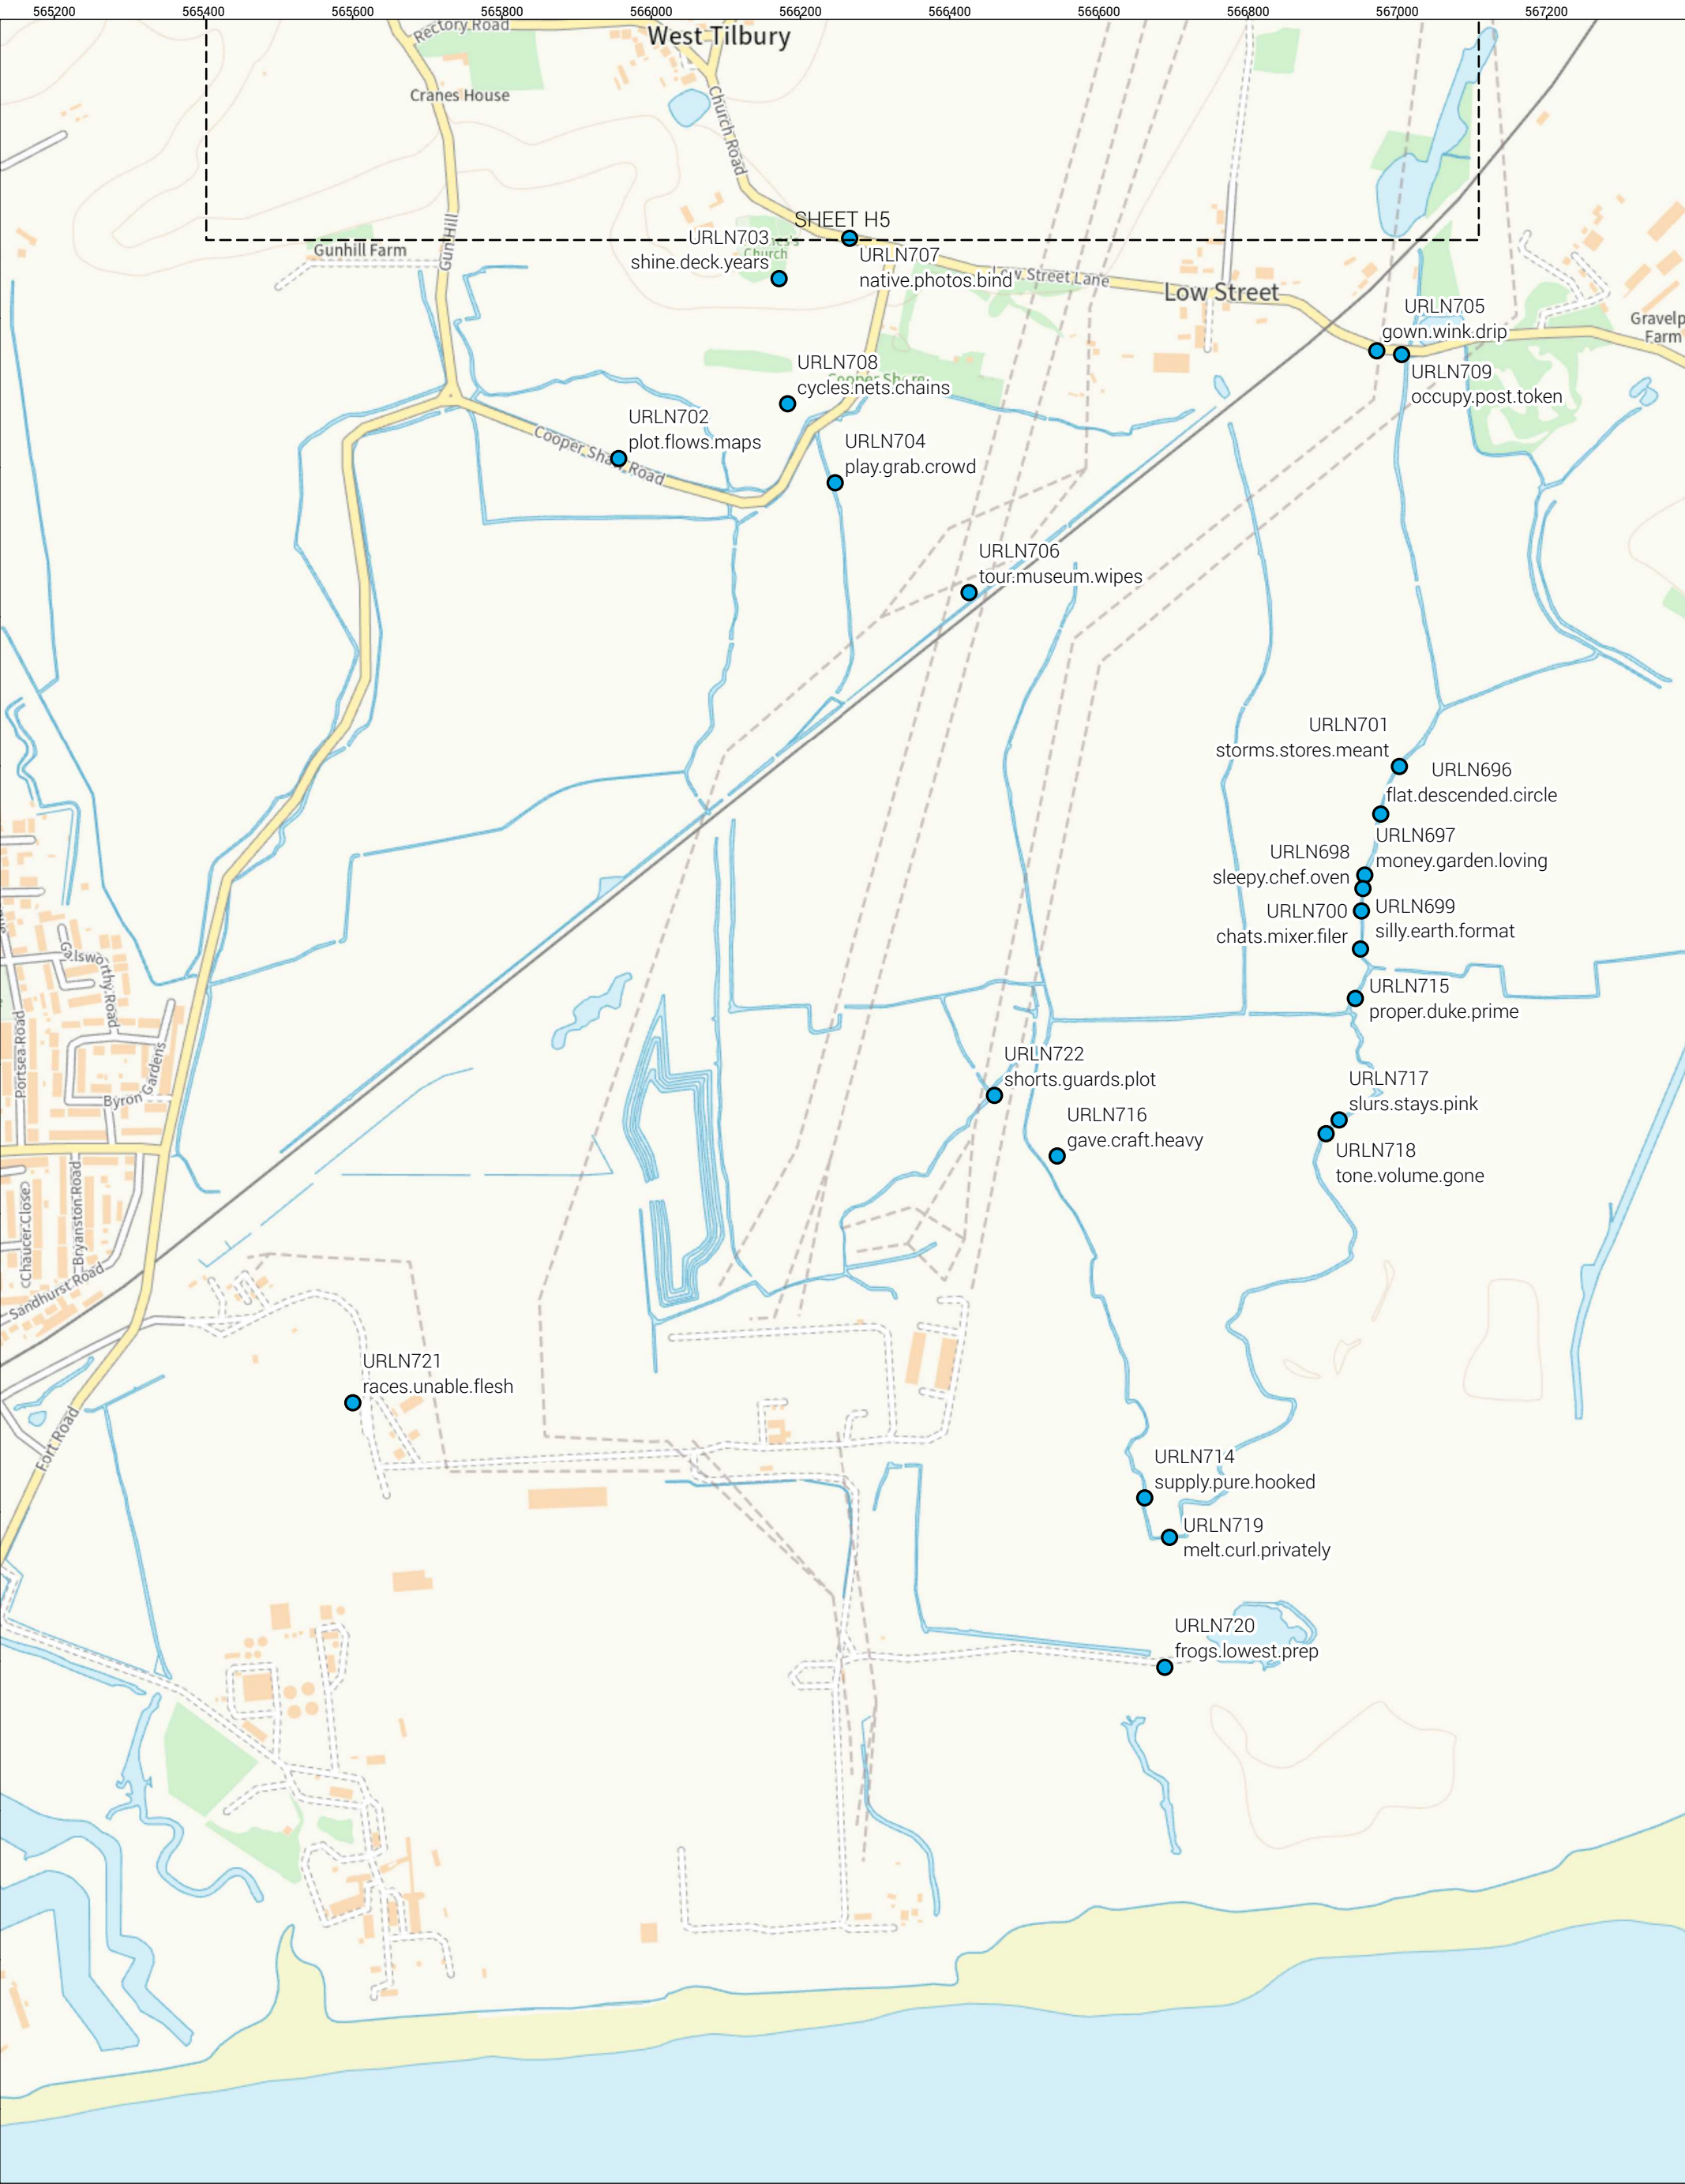 565200 565400 565600 565800 566000 566200 566400 566600 566800 567000 567200
Rectory Road
West Tilbury
Cranes House
Church Road
Gun Hill
SHEET H5
Gunhill Farm
URLN703
shine.deck.years
Church
URLN707
native.photos.bind
Low Street Lane
Low Street
URLN705
gown.wink.drip
Gravelp
Farm
URLN708
cycles.nets.chains
URLN709
occupy.post.token
URLN702
plot.flows.maps
Cooper Shaw Road
URLN704
play.grab.crowd
URLN706
tour.museum.wipes
URLN701
storms.stores.meant
URLN696
flat.descended.circle
URLN697
money.garden.loving
URLN698
sleepy.chef.oven
URLN699
silly.earth.format
URLN700
chats.mixer.filer
URLN715
proper.duke.prime
Galsworthy Road
Portsea Road
Byron Gardens
URLN722
shorts.guards.plot
URLN717
slurs.stays.pink
URLN716
gave.craft.heavy
URLN718
tone.volume.gone
Chaucer Close
Bryanston Road
Sandhurst Road
URLN721
races.unable.flesh
Fort Road
URLN714
supply.pure.hooked
URLN719
melt.curl.privately
URLN720
frogs.lowest.prep